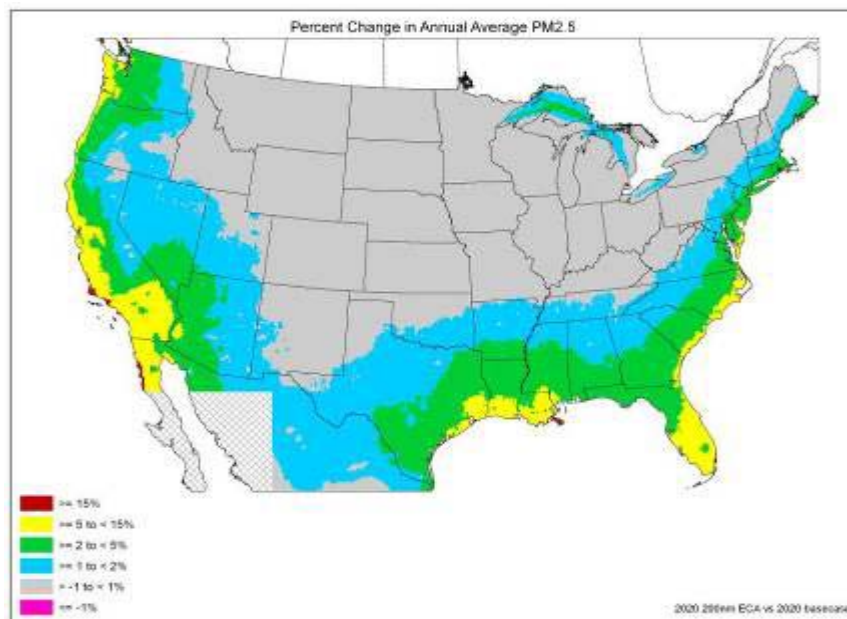 Percent Change in Annual Average PM2.5
>= 15%
>= 5 to < 15%
>= 2 to < 5%
>= 1 to < 2%
> -1 to < 1%
<= -1%
2020 200nm ECA vs 2020 basecase